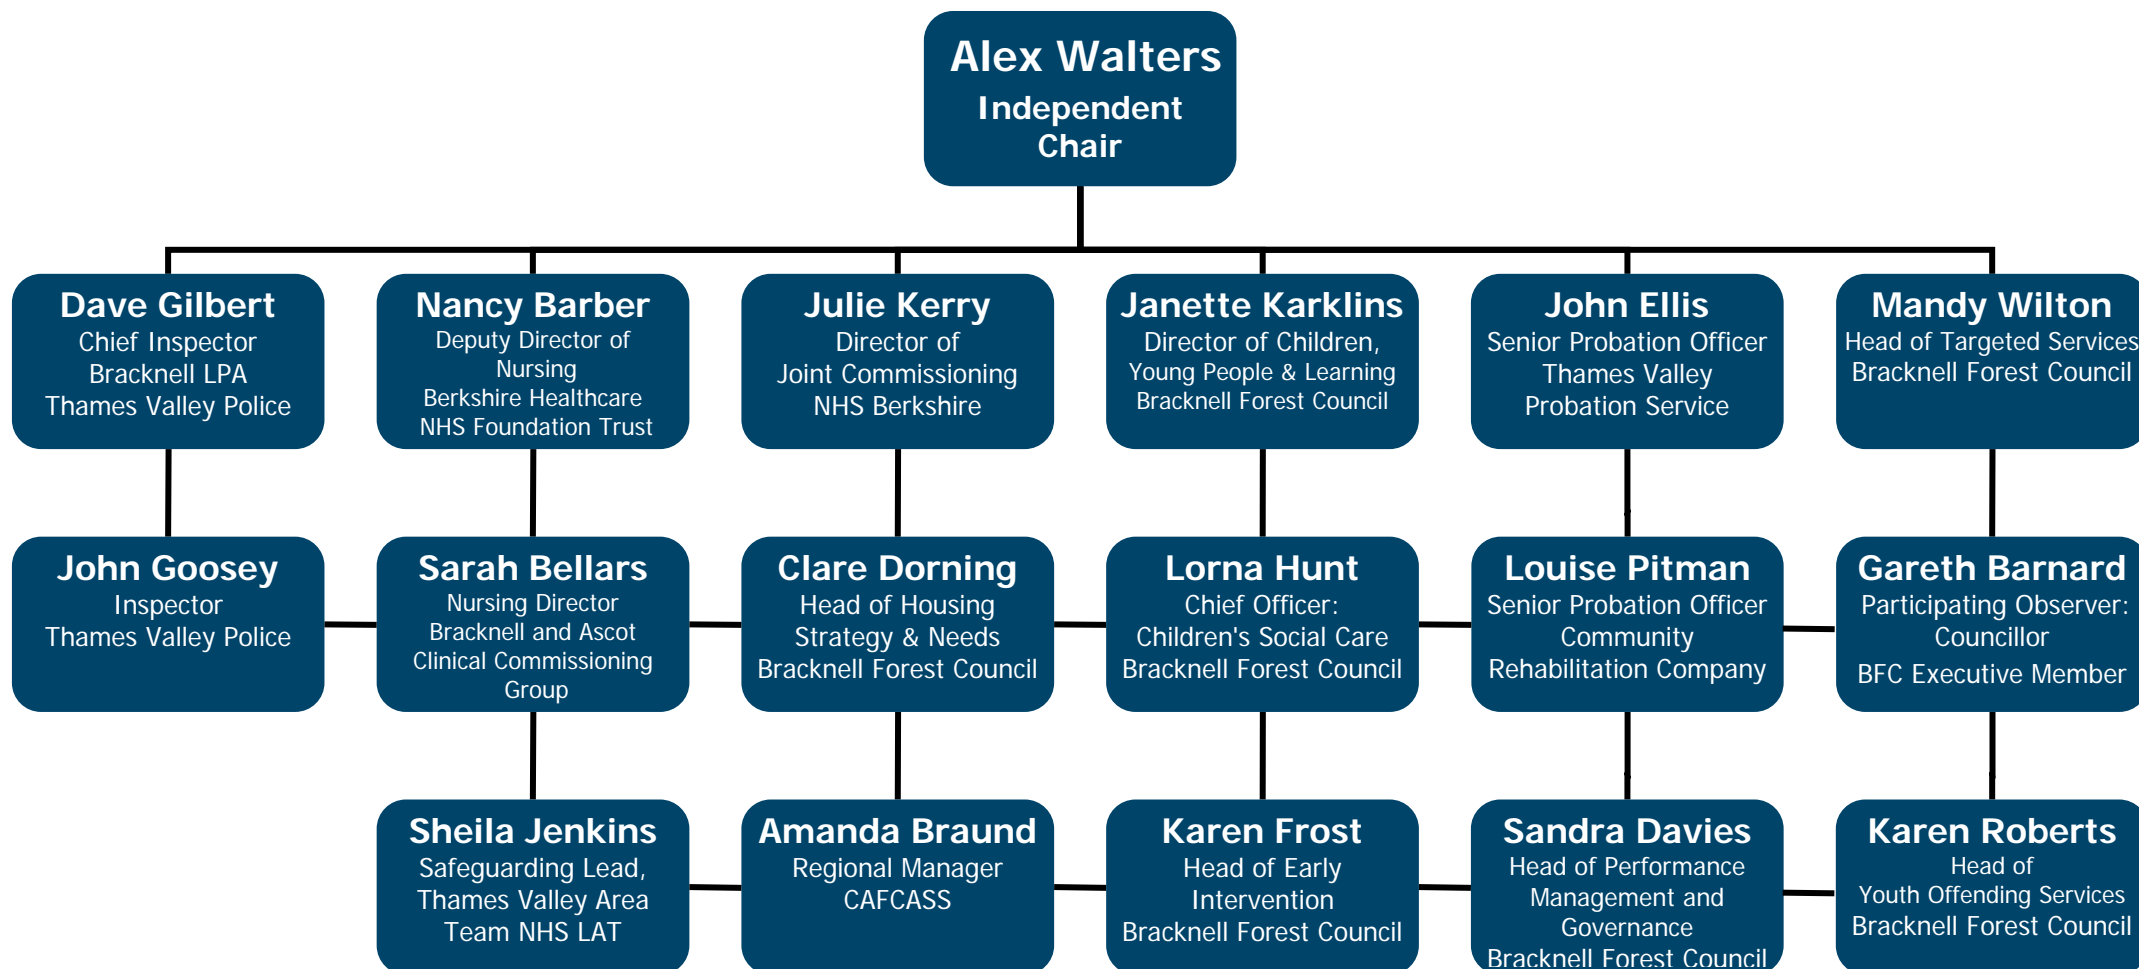 Alex Walters
Independent
Chair
Dave Gilbert
Chief Inspector
Bracknell LPA
Thames Valley Police
Nancy Barber
Deputy Director of
Nursing
Berkshire Healthcare
NHS Foundation Trust
Julie Kerry
Director of
Joint Commissioning
NHS Berkshire
Janette Karklins
Director of Children,
Young People & Learning
Bracknell Forest Council
John Ellis
Senior Probation Officer
Thames Valley
Probation Service
Mandy Wilton
Head of Targeted Services
Bracknell Forest Council
John Goosey
Inspector
Thames Valley Police
Sarah Bellars
Nursing Director
Bracknell and Ascot
Clinical Commissioning
Group
Clare Dorning
Head of Housing
Strategy & Needs
Bracknell Forest Council
Lorna Hunt
Chief Officer:
Children's Social Care
Bracknell Forest Council
Louise Pitman
Senior Probation Officer
Community
Rehabilitation Company
Gareth Barnard
Participating Observer:
Councillor
BFC Executive Member
Sheila Jenkins
Safeguarding Lead,
Thames Valley Area
Team NHS LAT
Amanda Braund
Regional Manager
CAFCASS
Karen Frost
Head of Early
Intervention
Bracknell Forest Council
Sandra Davies
Head of Performance
Management and
Governance
Bracknell Forest Council
Karen Roberts
Head of
Youth Offending Services
Bracknell Forest Council